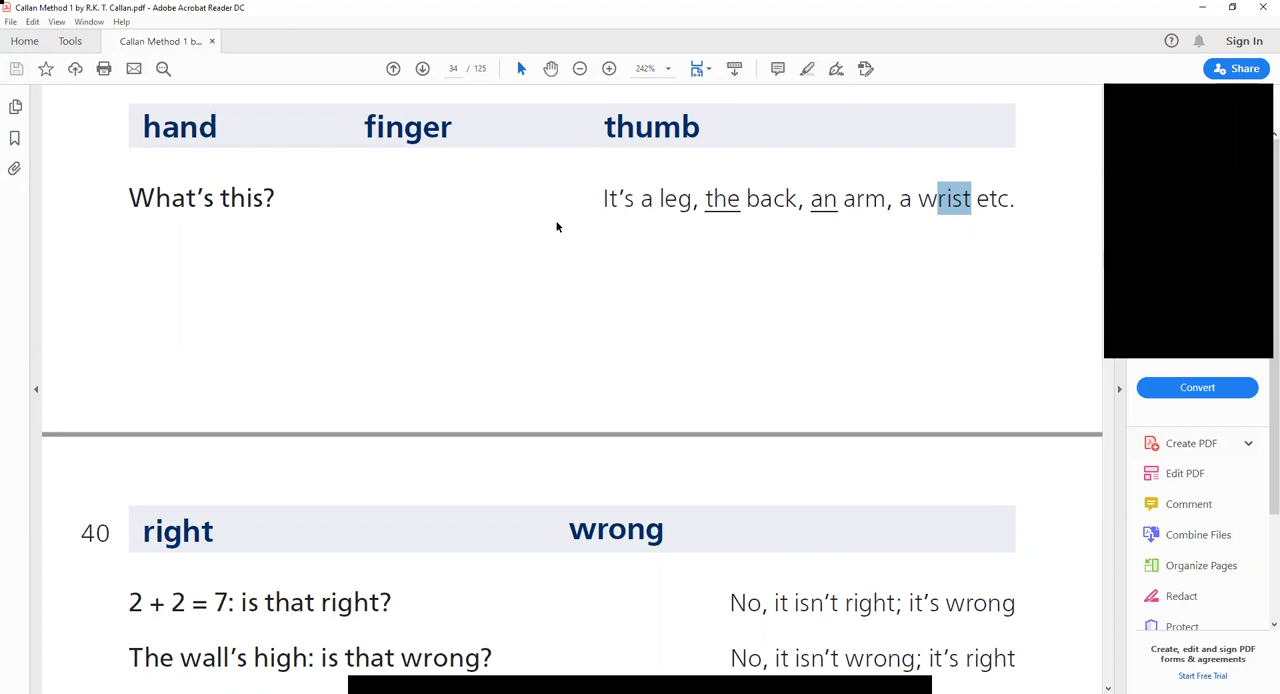 Callan Method 1 by R.K. T. Callan.pdf - Adobe Acrobat Reader DC
File Edit View Window Help
Home Tools Callan Method 1 b... × Sign In
34 / 125 242% Share
hand finger thumb
What's this? It's a leg, the back, an arm, a wrist etc.
Convert
Create PDF
Edit PDF
Comment
40 right wrong
Combine Files
Organize Pages
2 + 2 = 7: is that right? No, it isn't right; it's wrong
Redact
Protect
The wall's high: is that wrong? No, it isn't wrong; it's right
Create, edit and sign PDF
forms & agreements
Start Free Trial